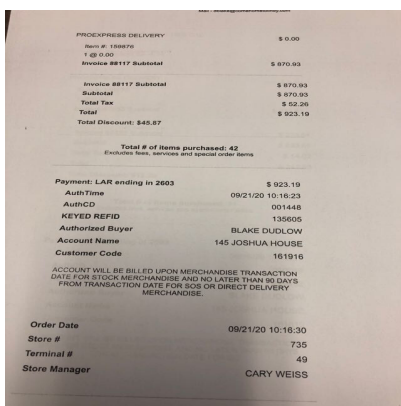 PROEXPRESS DELIVERY $ 0.00
Item #: 159876
1 @ 0.00
Invoice 88117 Subtotal $ 870.93
Invoice 88117 Subtotal $ 870.93
Subtotal $ 870.93
Total Tax $ 52.26
Total $ 923.19
Total Discount: $45.87
Total # of items purchased: 42
Excludes fees, services and special order items
Payment: LAR ending in 2603 $ 923.19
AuthTime 09/21/20 10:16:23
AuthCD 001448
KEYED REFID 135605
Authorized Buyer BLAKE DUDLOW
Account Name 145 JOSHUA HOUSE
Customer Code 161916
ACCOUNT WILL BE BILLED UPON MERCHANDISE TRANSACTION
DATE FOR STOCK MERCHANDISE AND NO LATER THAN 90 DAYS
FROM TRANSACTION DATE FOR SOS OR DIRECT DELIVERY
MERCHANDISE.
Order Date 09/21/20 10:16:30
Store # 735
Terminal # 49
Store Manager CARY WEISS